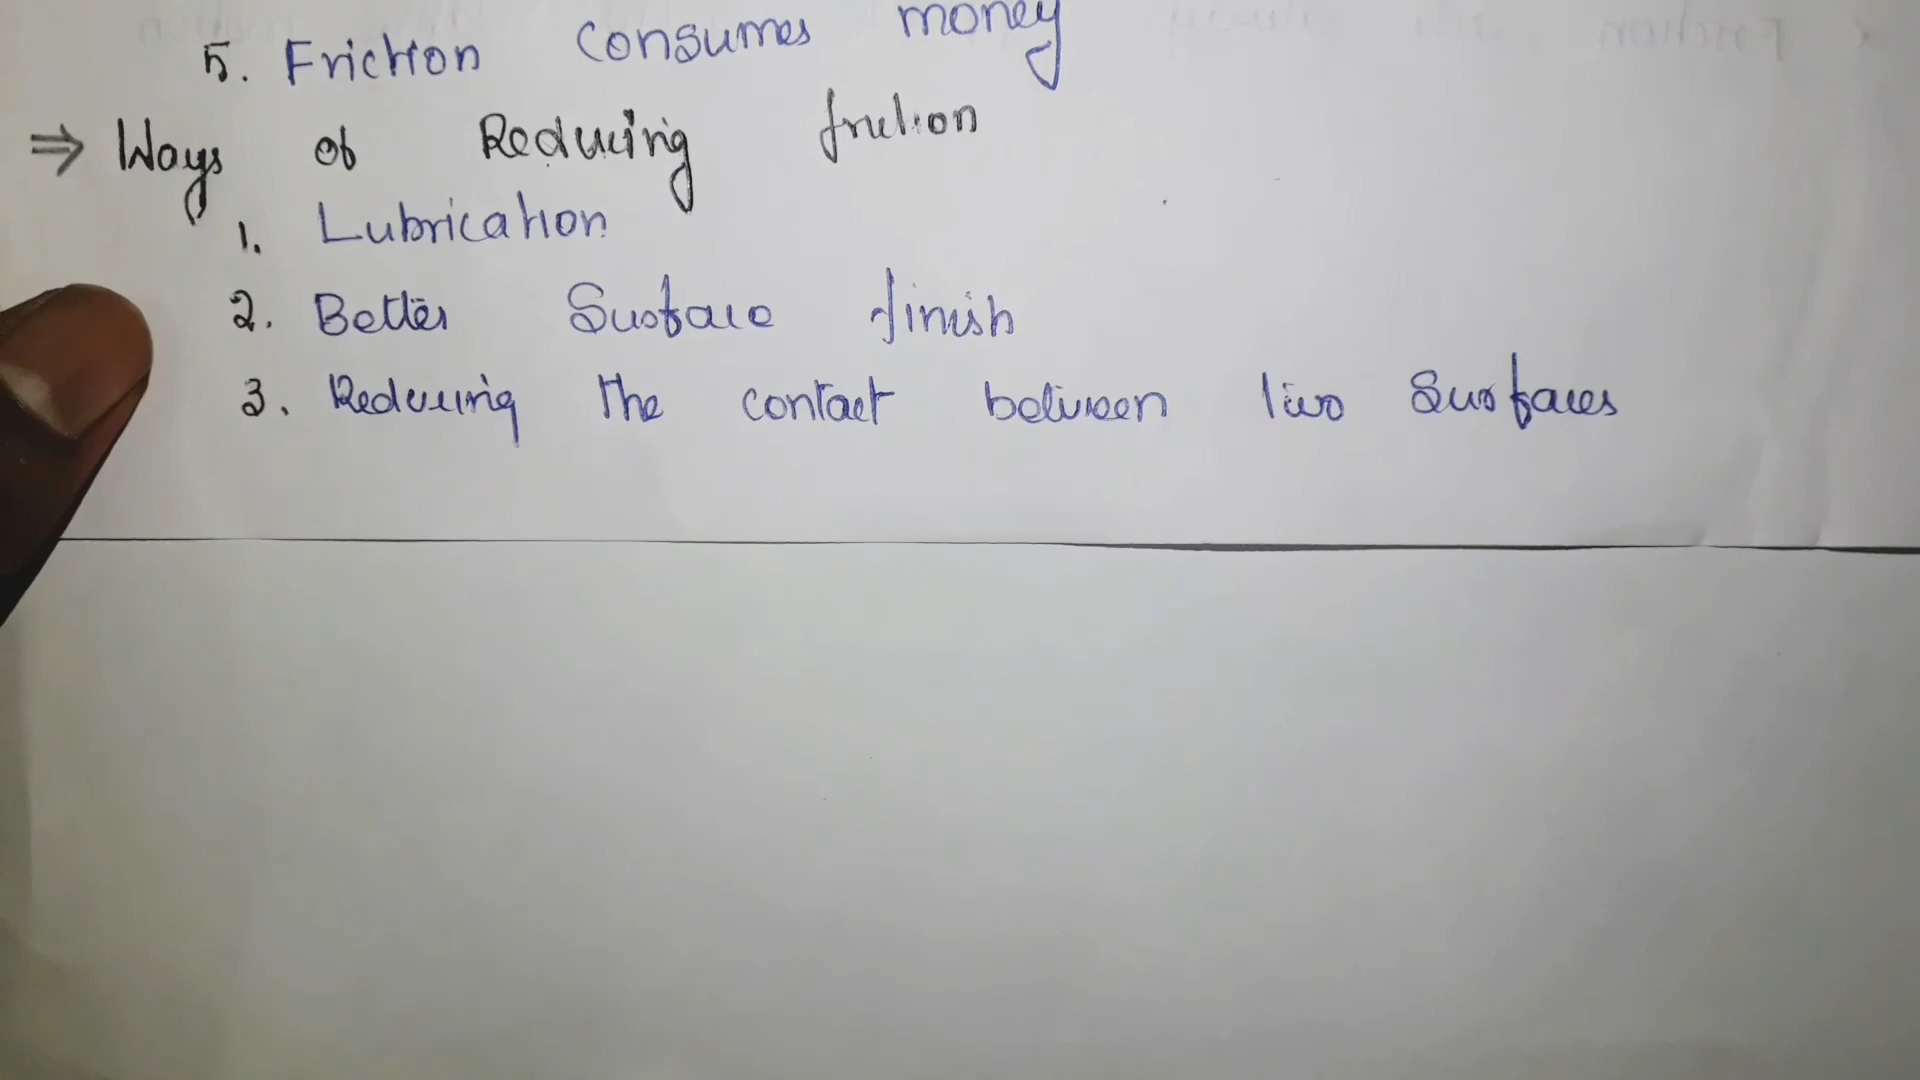 5. Friction consumes money
⇒ Ways of Reducing friction
1. Lubrication
2. Better Surface finish
3. Reducing the contact between two Surfaces